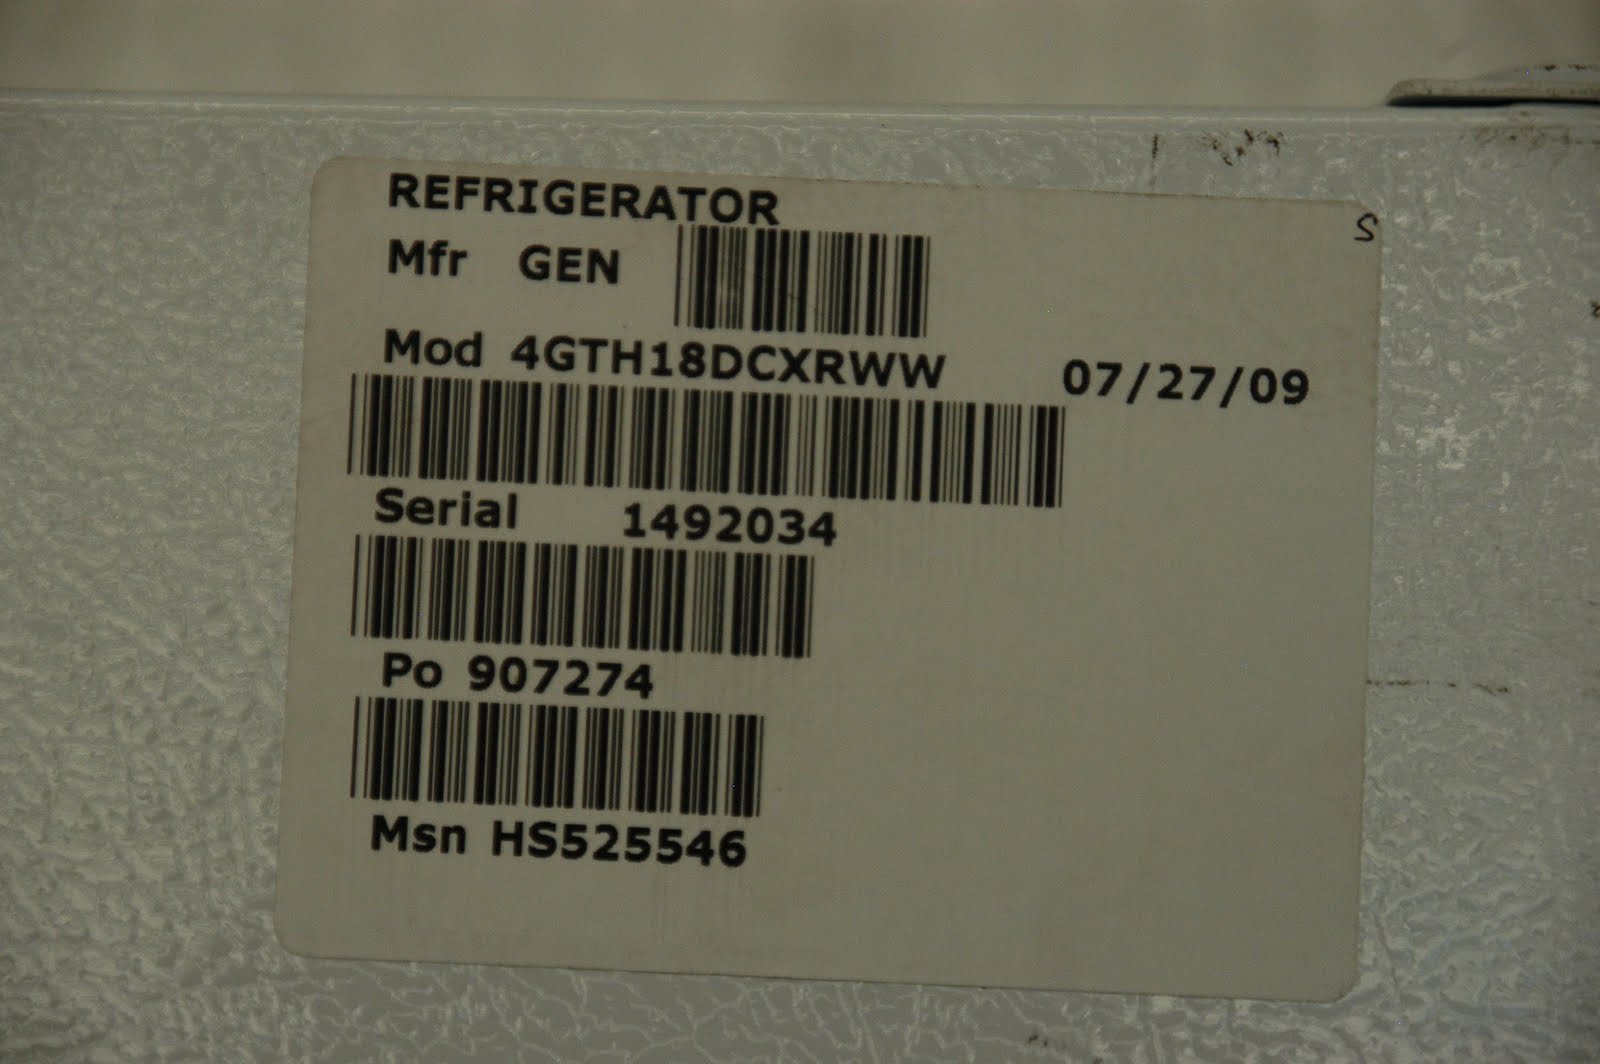 REFRIGERATOR
S
Mfr GEN
Mod 4GTH18DCXRWW 07/27/09
Serial 1492034
Po 907274
Msn HS525546